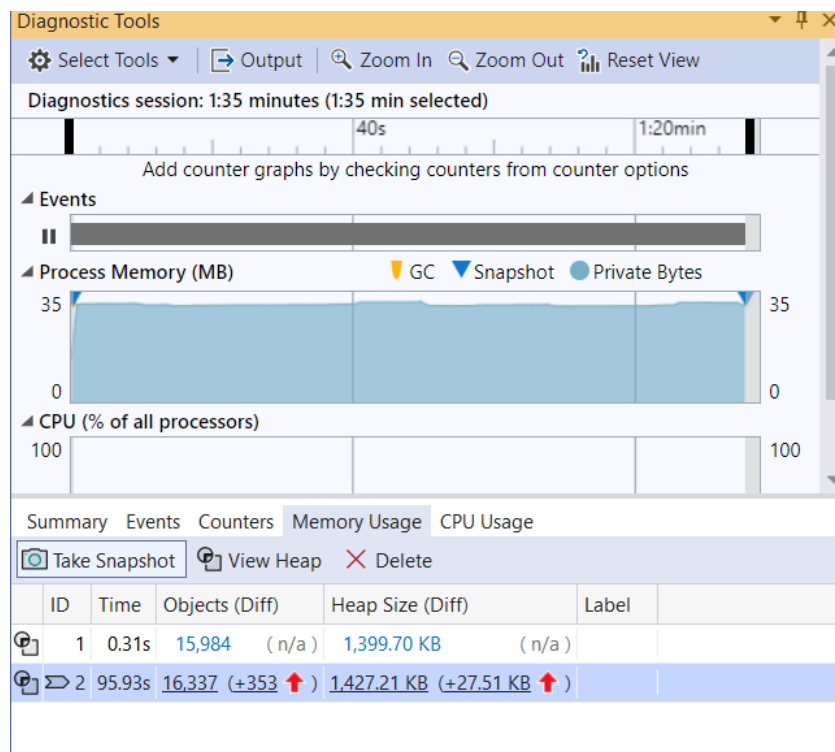 Diagnostic Tools
Select Tools Output Zoom In Zoom Out Reset View
Diagnostics session: 1:35 minutes (1:35 min selected)
40s 1:20min
Add counter graphs by checking counters from counter options
Events
Process Memory (MB) GC Snapshot Private Bytes
35 35
0 0
CPU (% of all processors)
100 100
Summary Events Counters Memory Usage CPU Usage
Take Snapshot View Heap Delete
ID Time Objects (Diff) Heap Size (Diff) Label
1 0.31s 15,984 (n/a) 1,399.70 KB (n/a)
2 95.93s 16,337 (+353 ) 1,427.21 KB (+27.51 KB )